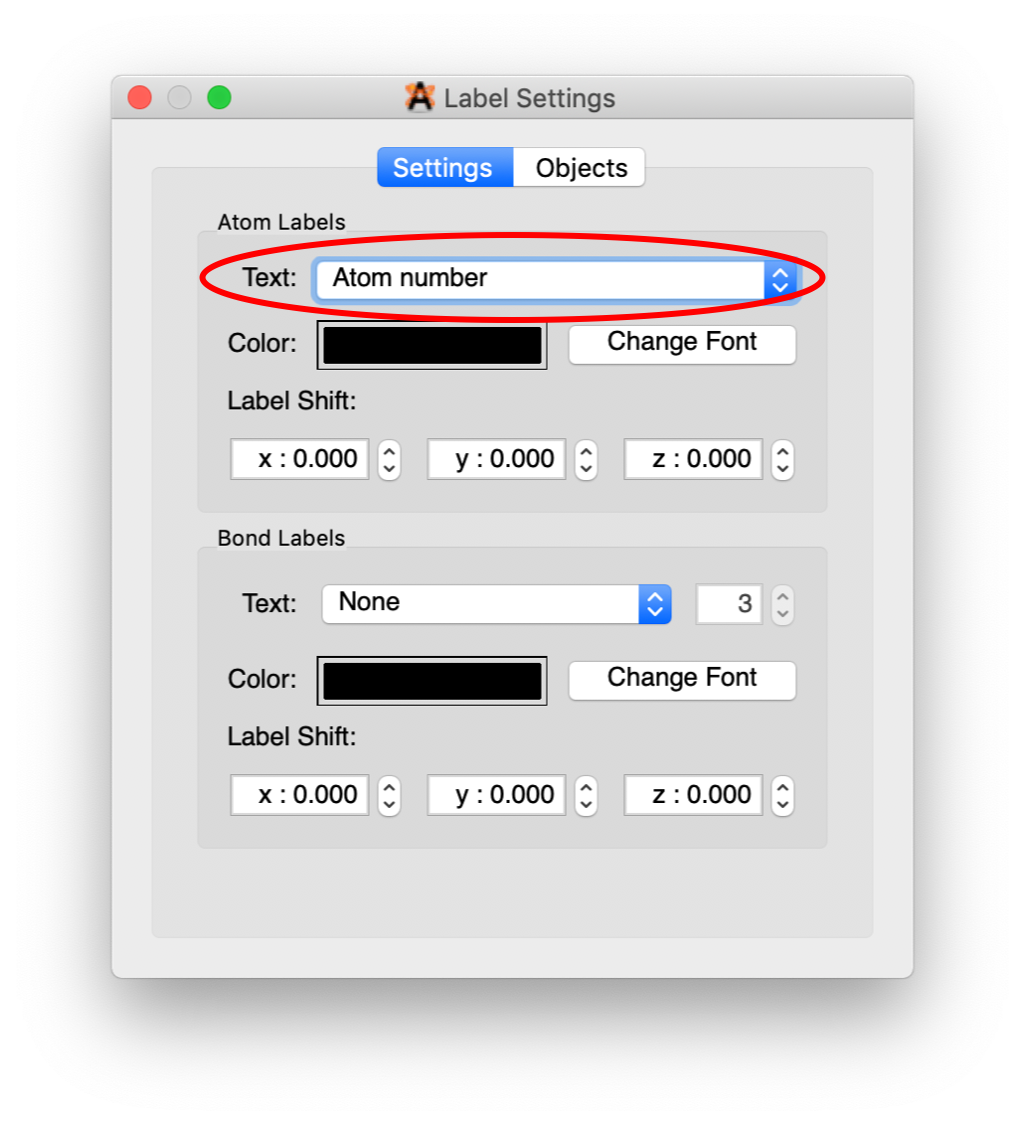 Label Settings
Settings Objects
Atom Labels
Text: Atom number
Color: Change Font
Label Shift:
x : 0.000 y : 0.000 z : 0.000
Bond Labels
Text: None 3
Color: Change Font
Label Shift:
x : 0.000 y : 0.000 z : 0.000